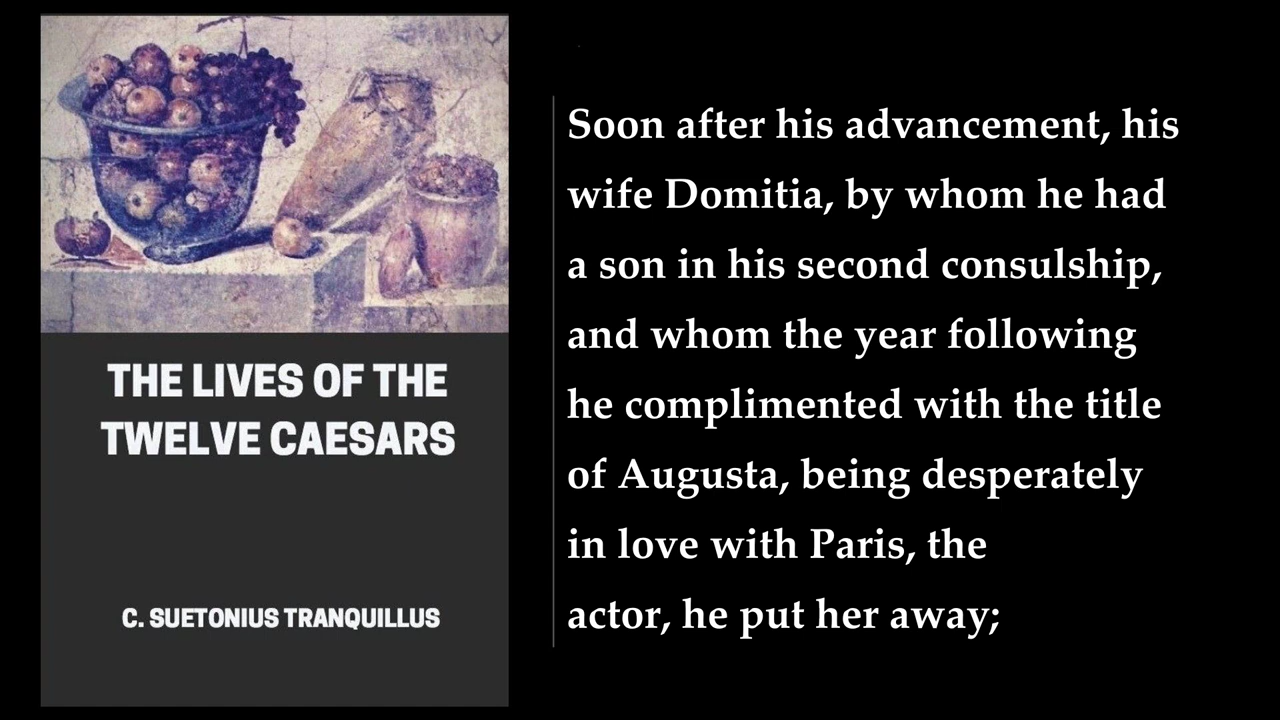 THE LIVES OF THE
TWELVE CAESARS
C. SUETONIUS TRANQUILLUS
Soon after his advancement, his
wife Domitia, by whom he had
a son in his second consulship,
and whom the year following
he complimented with the title
of Augusta, being desperately
in love with Paris, the
actor, he put her away;